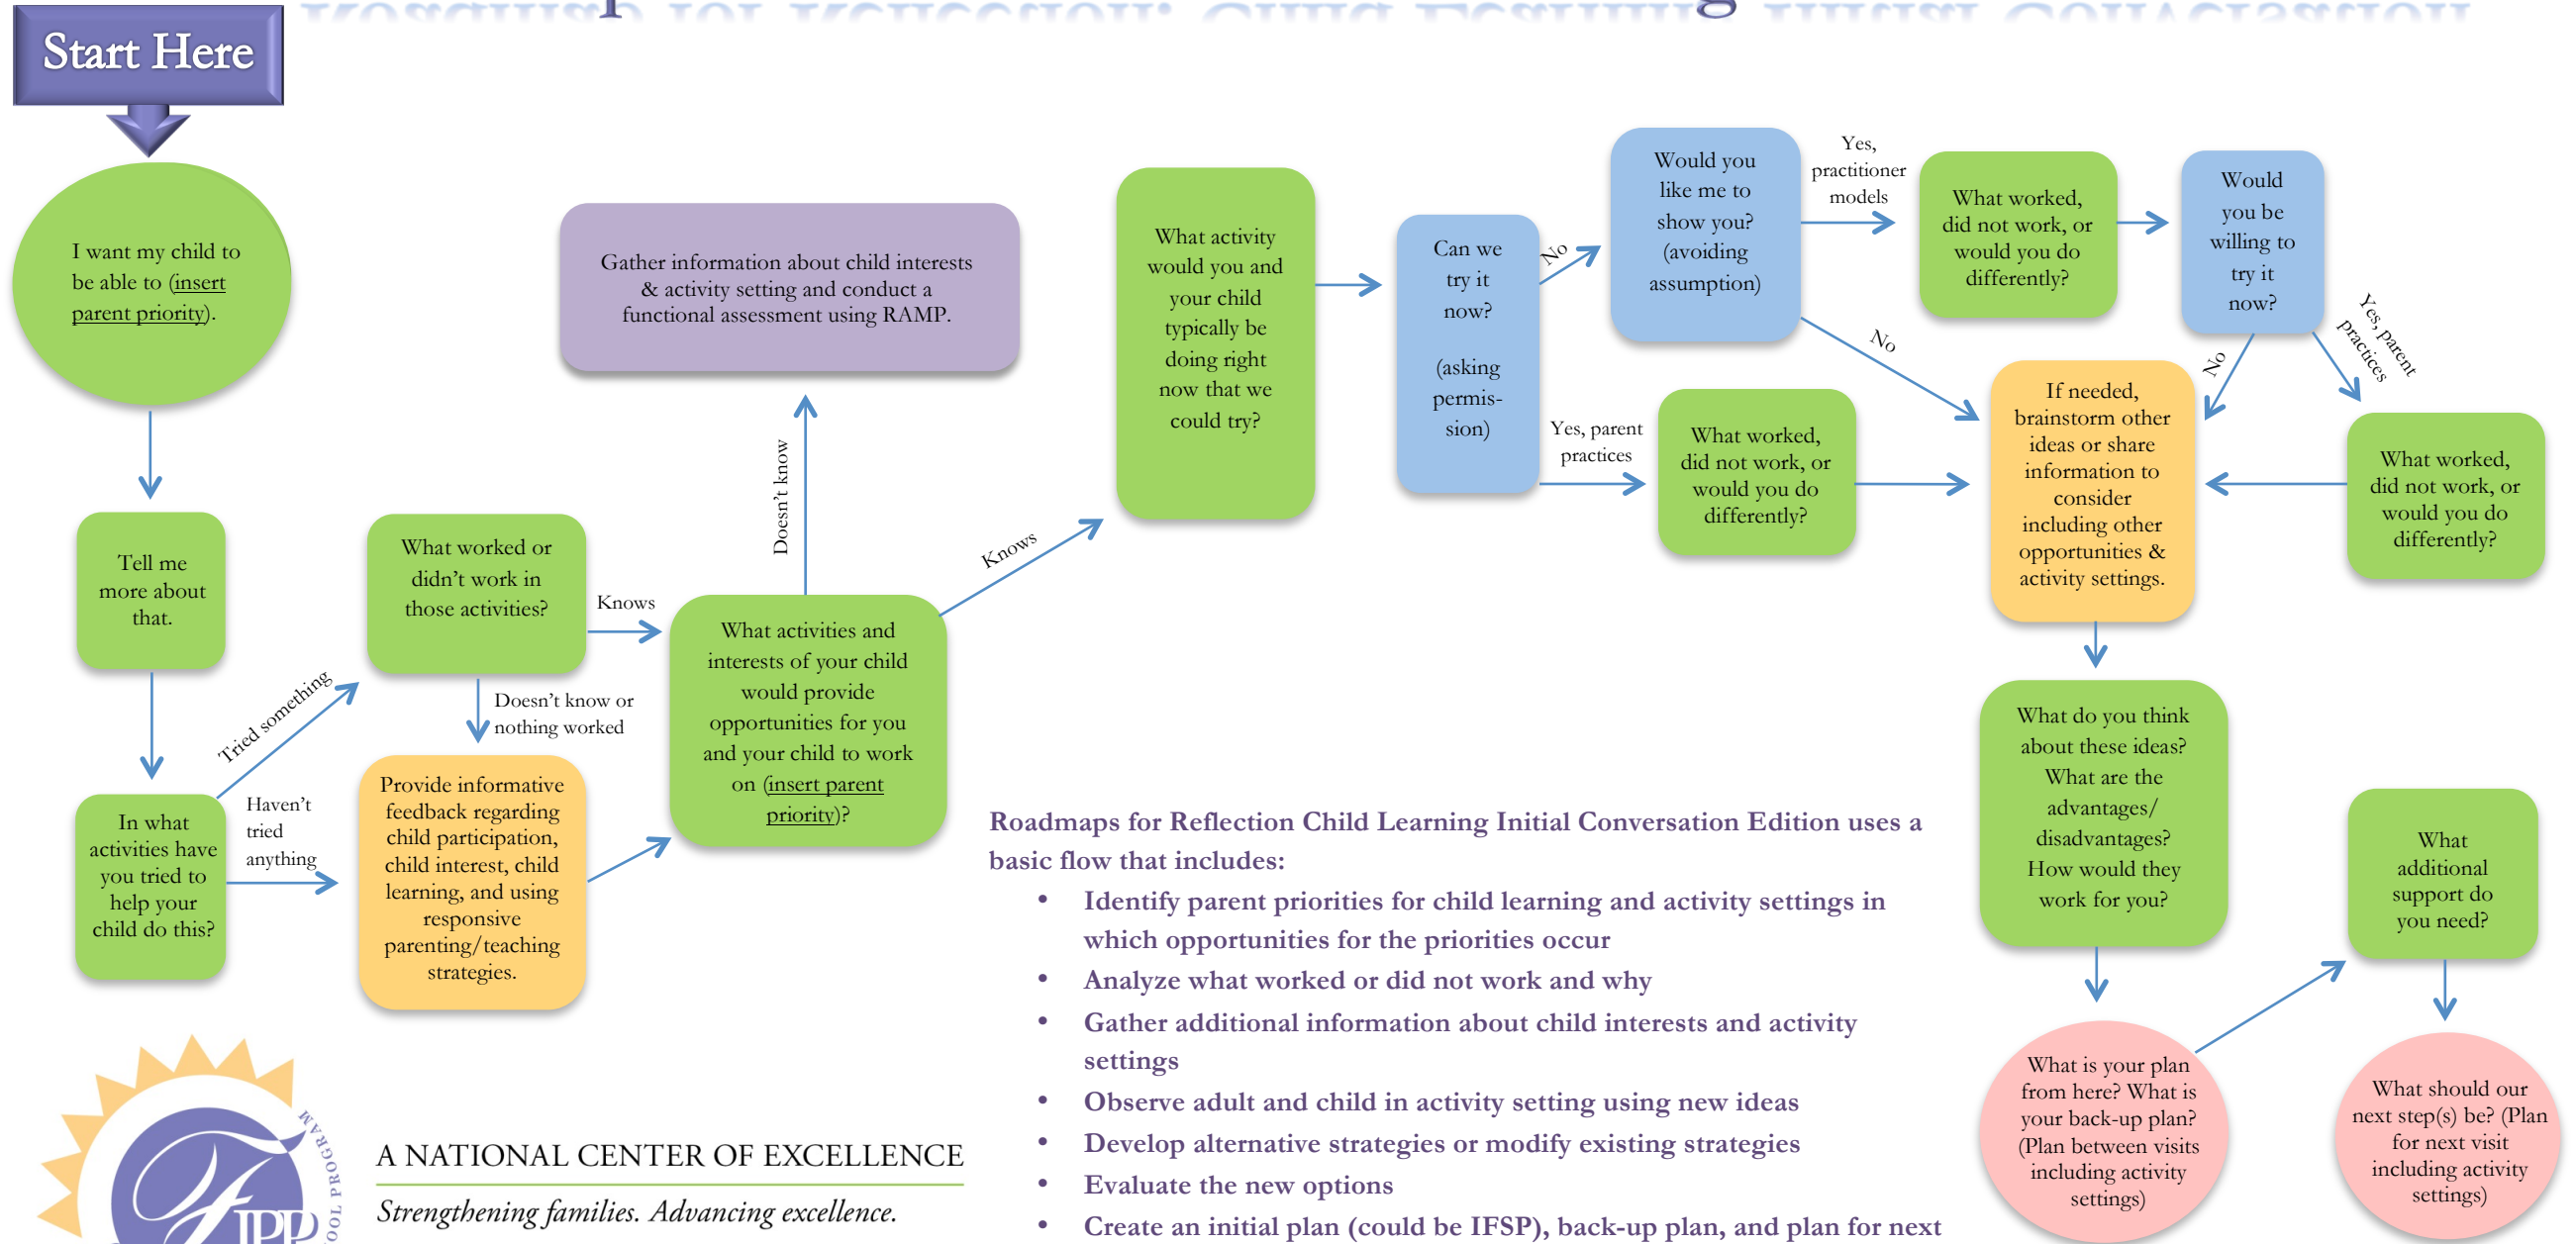 Roadmap for Reflection: Child Learning Initial Conversation
Start Here
I want my child to
be able to (insert
parent priority).
Tell me
more about
that.
In what
activities have
you tried to
help your
child do this?
Tried something
Haven't
tried
anything
What worked or
didn't work in
those activities?
Knows
Doesn't know or
nothing worked
Provide informative
feedback regarding
child participation,
child interest, child
learning, and using
responsive
parenting/teaching
strategies.
What activities and
interests of your child
would provide
opportunities for you
and your child to work
on (insert parent
priority)?
Doesn't know
Gather information about child interests
& activity setting and conduct a
functional assessment using RAMP.
Knows
What activity
would you and
your child
typically be
doing right
now that we
could try?
Can we
try it
now?
(asking
permis-
sion)
No
Would you
like me to
show you?
(avoiding
assumption)
Yes,
practitioner
models
What worked,
did not work, or
would you do
differently?
Would
you be
willing to
try it
now?
No
No
Yes, parent
practices
Yes, parent
practices
What worked,
did not work, or
would you do
differently?
If needed,
brainstorm other
ideas or share
information to
consider
including other
opportunities &
activity settings.
What worked,
did not work, or
would you do
differently?
What do you think
about these ideas?
What are the
advantages/
disadvantages?
How would they
work for you?
What is your plan
from here? What is
your back-up plan?
(Plan between visits
including activity
settings)
What
additional
support do
you need?
What should our
next step(s) be? (Plan
for next visit
including activity
settings)
Roadmaps for Reflection Child Learning Initial Conversation Edition uses a
basic flow that includes:
• Identify parent priorities for child learning and activity settings in
which opportunities for the priorities occur
• Analyze what worked or did not work and why
• Gather additional information about child interests and activity
settings
• Observe adult and child in activity setting using new ideas
• Develop alternative strategies or modify existing strategies
• Evaluate the new options
• Create an initial plan (could be IFSP), back-up plan, and plan for next
FIPP
PROGRAM
A NATIONAL CENTER OF EXCELLENCE
Strengthening families. Advancing excellence.